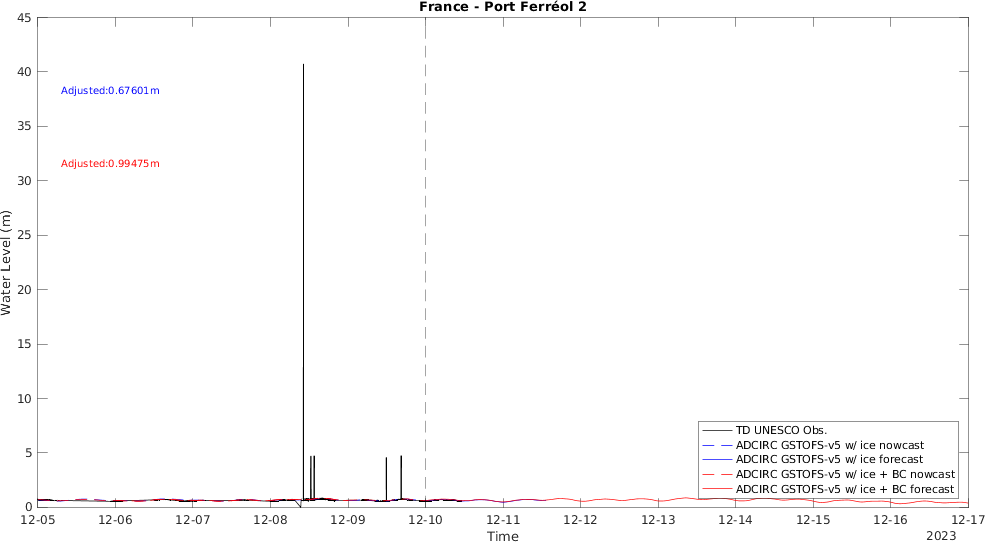 France - Port Ferréol 2
Water Level (m)
45
40
35
30
25
20
15
10
5
0
Adjusted:0.67601m
Adjusted:0.99475m
TD UNESCO Obs.
ADCIRC GSTOFS-v5 w/ ice nowcast
ADCIRC GSTOFS-v5 w/ ice forecast
ADCIRC GSTOFS-v5 w/ ice + BC nowcast
ADCIRC GSTOFS-v5 w/ ice + BC forecast
12-05 12-06 12-07 12-08 12-09 12-10 12-11 12-12 12-13 12-14 12-15 12-16 12-17
Time
2023